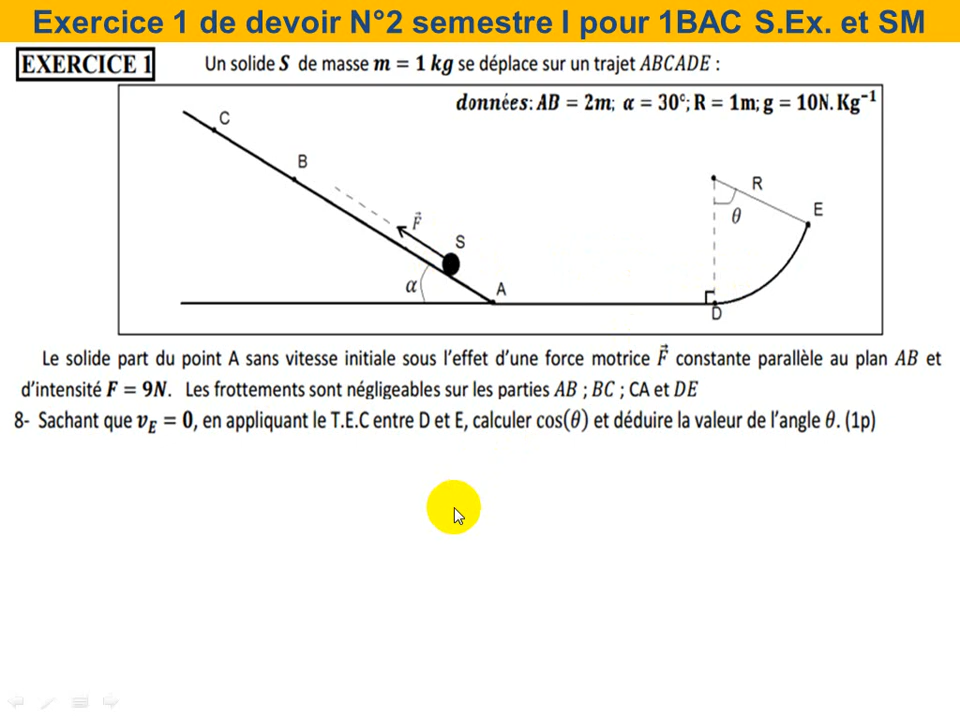 Exercice 1 de devoir N°2 semestre I pour 1BAC S.Ex. et SM
EXERCICE 1
Un solide S de masse m = 1 kg se déplace sur un trajet ABCADE :
données: AB = 2m; α = 30°; R = 1m; g = 10N.Kg⁻¹
C
B
R
E
θ
F⃗
S
α
A
D
Le solide part du point A sans vitesse initiale sous l'effet d'une force motrice F⃗ constante parallèle au plan AB et
d'intensité F = 9N. Les frottements sont négligeables sur les parties AB ; BC ; CA et DE
8- Sachant que v_E = 0, en appliquant le T.E.C entre D et E, calculer cos(θ) et déduire la valeur de l'angle θ. (1p)